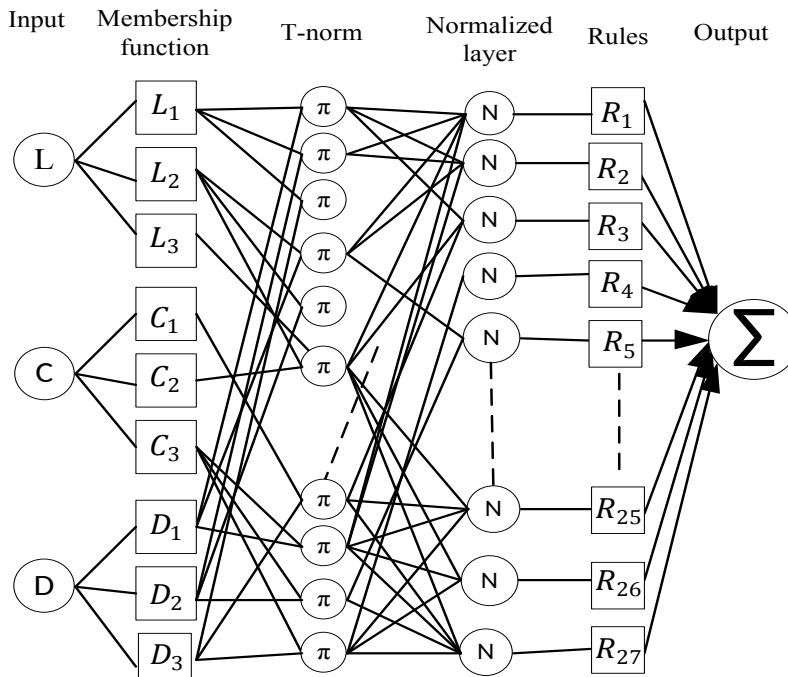 Input Membership function T-norm Normalized layer Rules Output
L
C
D
L1
L2
L3
C1
C2
C3
D1
D2
D3
π
π
π
π
π
π
π
π
π
π
N
N
N
N
N
N
N
N
R1
R2
R3
R4
R5
R25
R26
R27
Σ